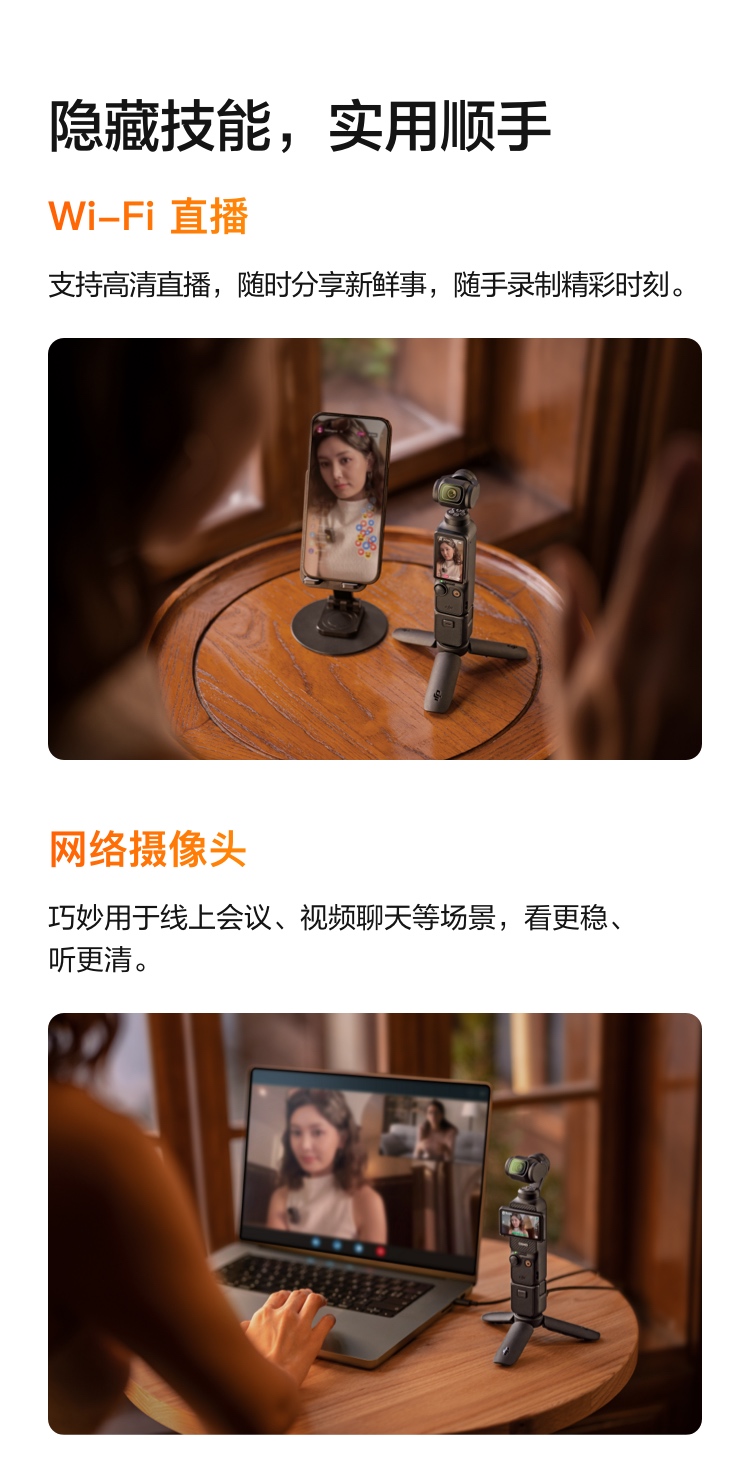 隐藏技能，实用顺手
Wi–Fi 直播
支持高清直播，随时分享新鲜事，随手录制精彩时刻。
网络摄像头
巧妙用于线上会议、视频聊天等场景，看更稳、
听更清。